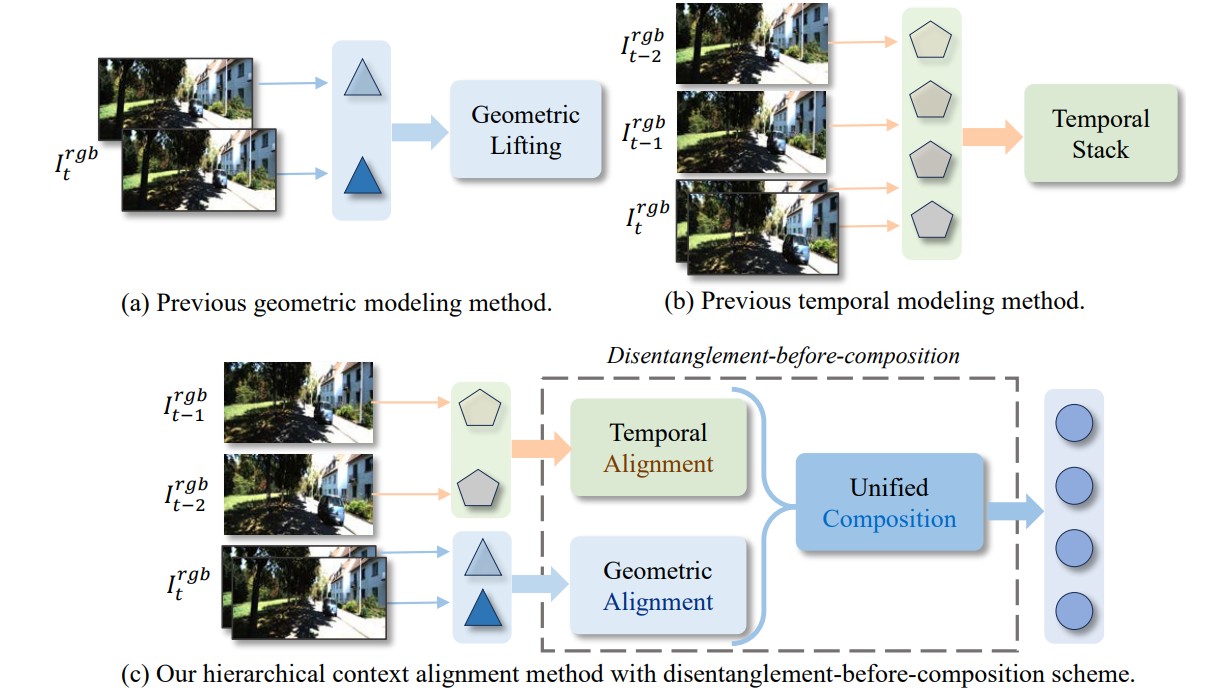 I_t^{rgb}
Geometric
Lifting
(a) Previous geometric modeling method.
I_{t-2}^{rgb}
I_{t-1}^{rgb}
I_t^{rgb}
Temporal
Stack
(b) Previous temporal modeling method.
Disentanglement-before-composition
I_{t-1}^{rgb}
I_{t-2}^{rgb}
I_t^{rgb}
Temporal
Alignment
Geometric
Alignment
Unified
Composition
(c) Our hierarchical context alignment method with disentanglement-before-composition scheme.